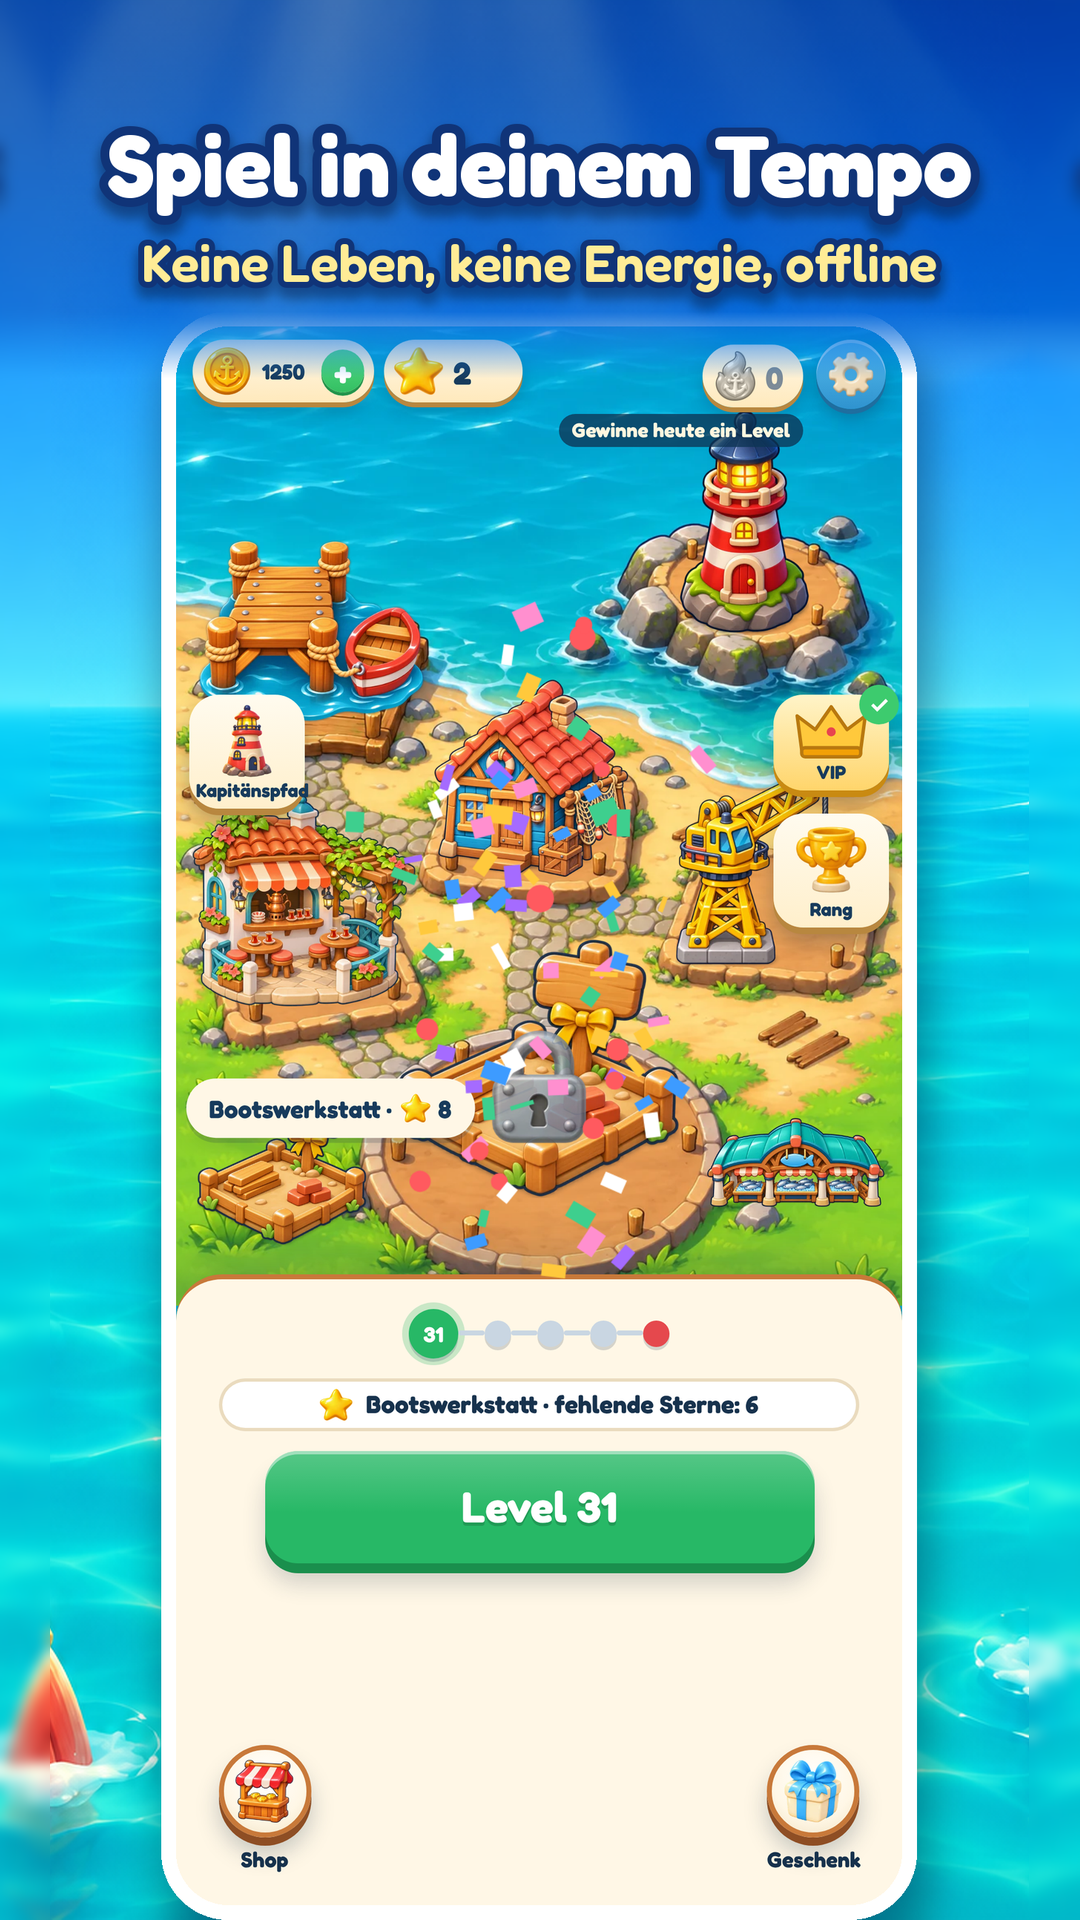 Spiel in deinem Tempo
Keine Leben, keine Energie, offline
1250
2
0
Gewinne heute ein Level
Kapitänspfad
VIP
Rang
Bootswerkstatt · 8
31
Bootswerkstatt · fehlende Sterne: 6
Level 31
Shop
Geschenk